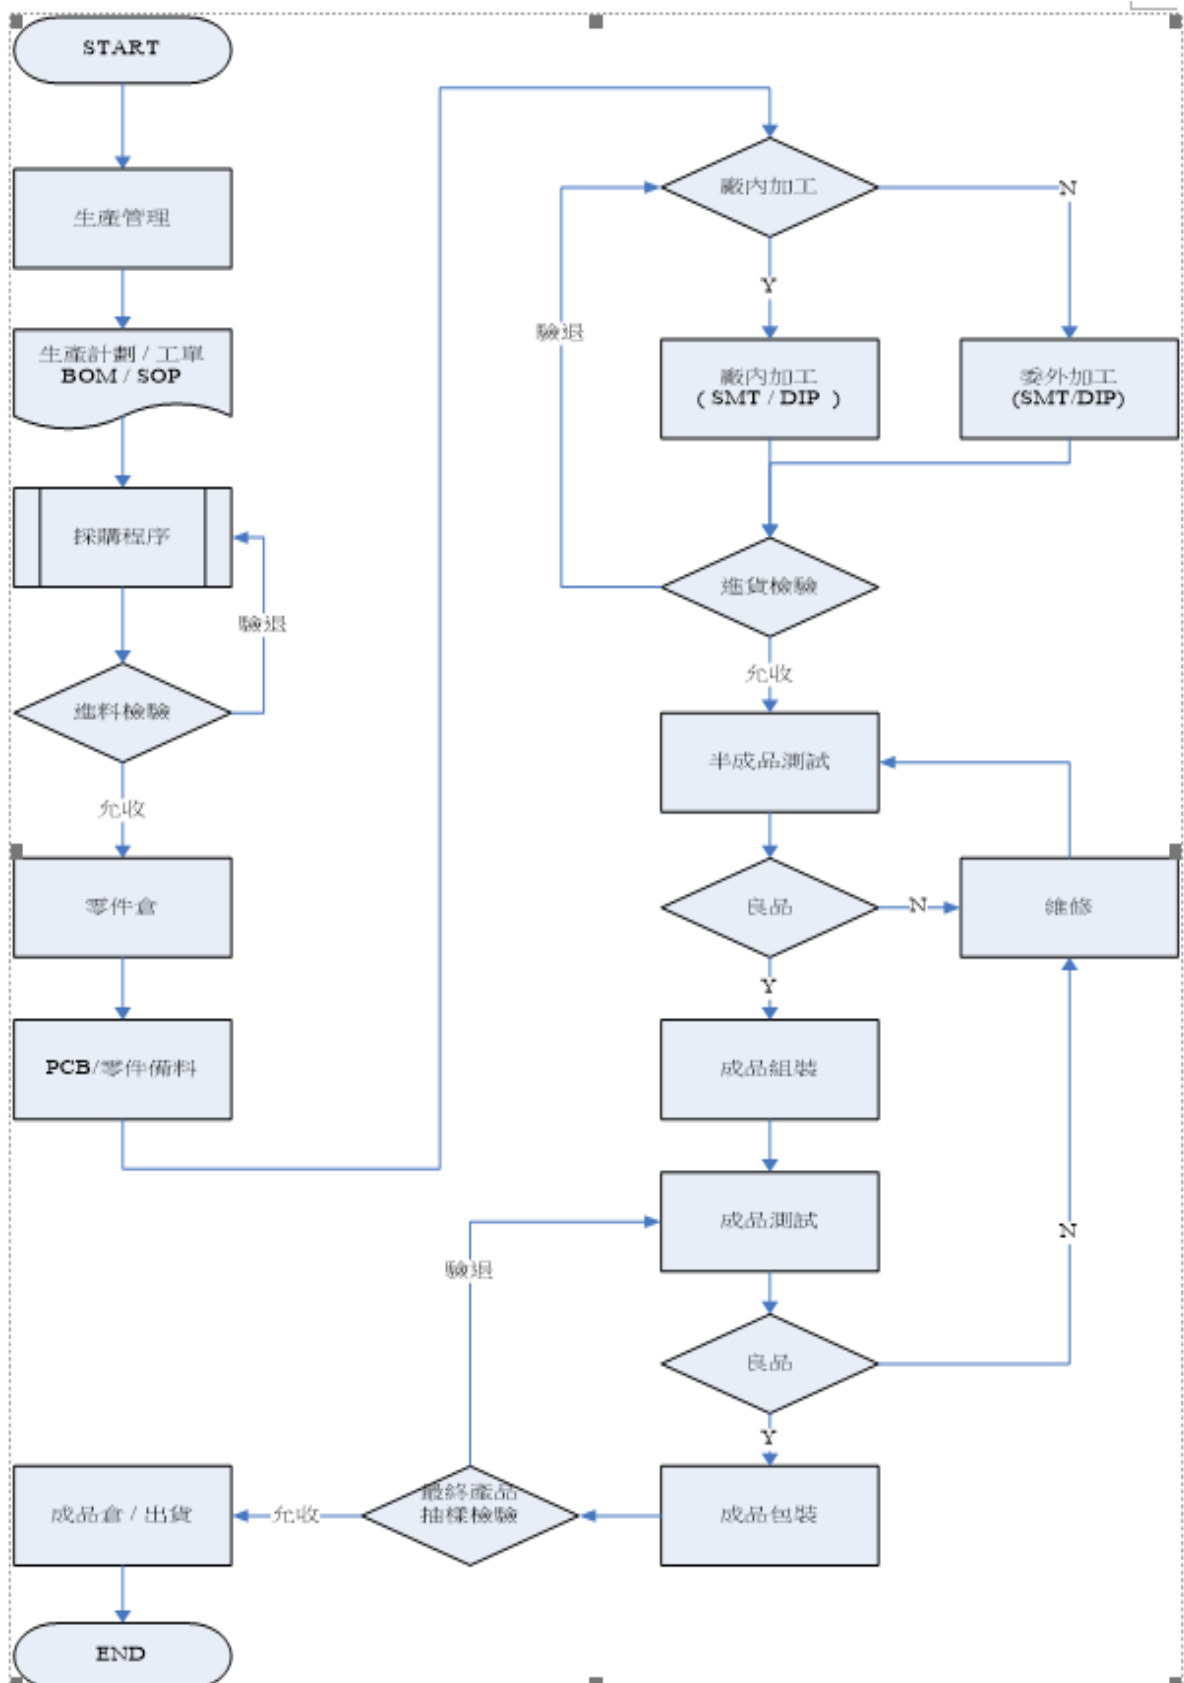 START
生產管理
生產計劃 / 工單
BOM / SOP
採購程序
驗退
進料檢驗
允收
零件倉
PCB/零件備料
廠內加工
N
Y
驗退
廠內加工
( SMT / DIP )
委外加工
(SMT/DIP)
進貨檢驗
允收
半成品測試
良品
N
維修
Y
成品組裝
成品測試
N
驗退
良品
Y
成品包裝
最終產品
抽樣檢驗
允收
成品倉 / 出貨
END